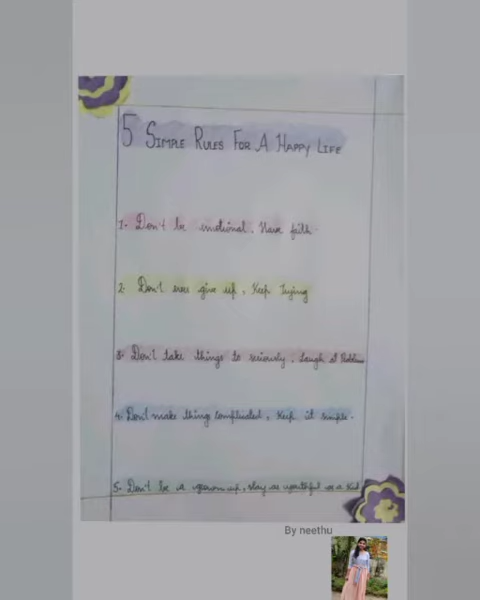 5 SIMPLE RULES FOR A HAPPY LIFE
1- Don't be emotional, Have faith.
2. Don't ever give up, Keep Trying
3. Don't take things to seriously, laugh at Problems
4. Don't make thing complicated, Keep it simple.
5. Don't be a grown up, stay as youthful as a Kid
By neethu